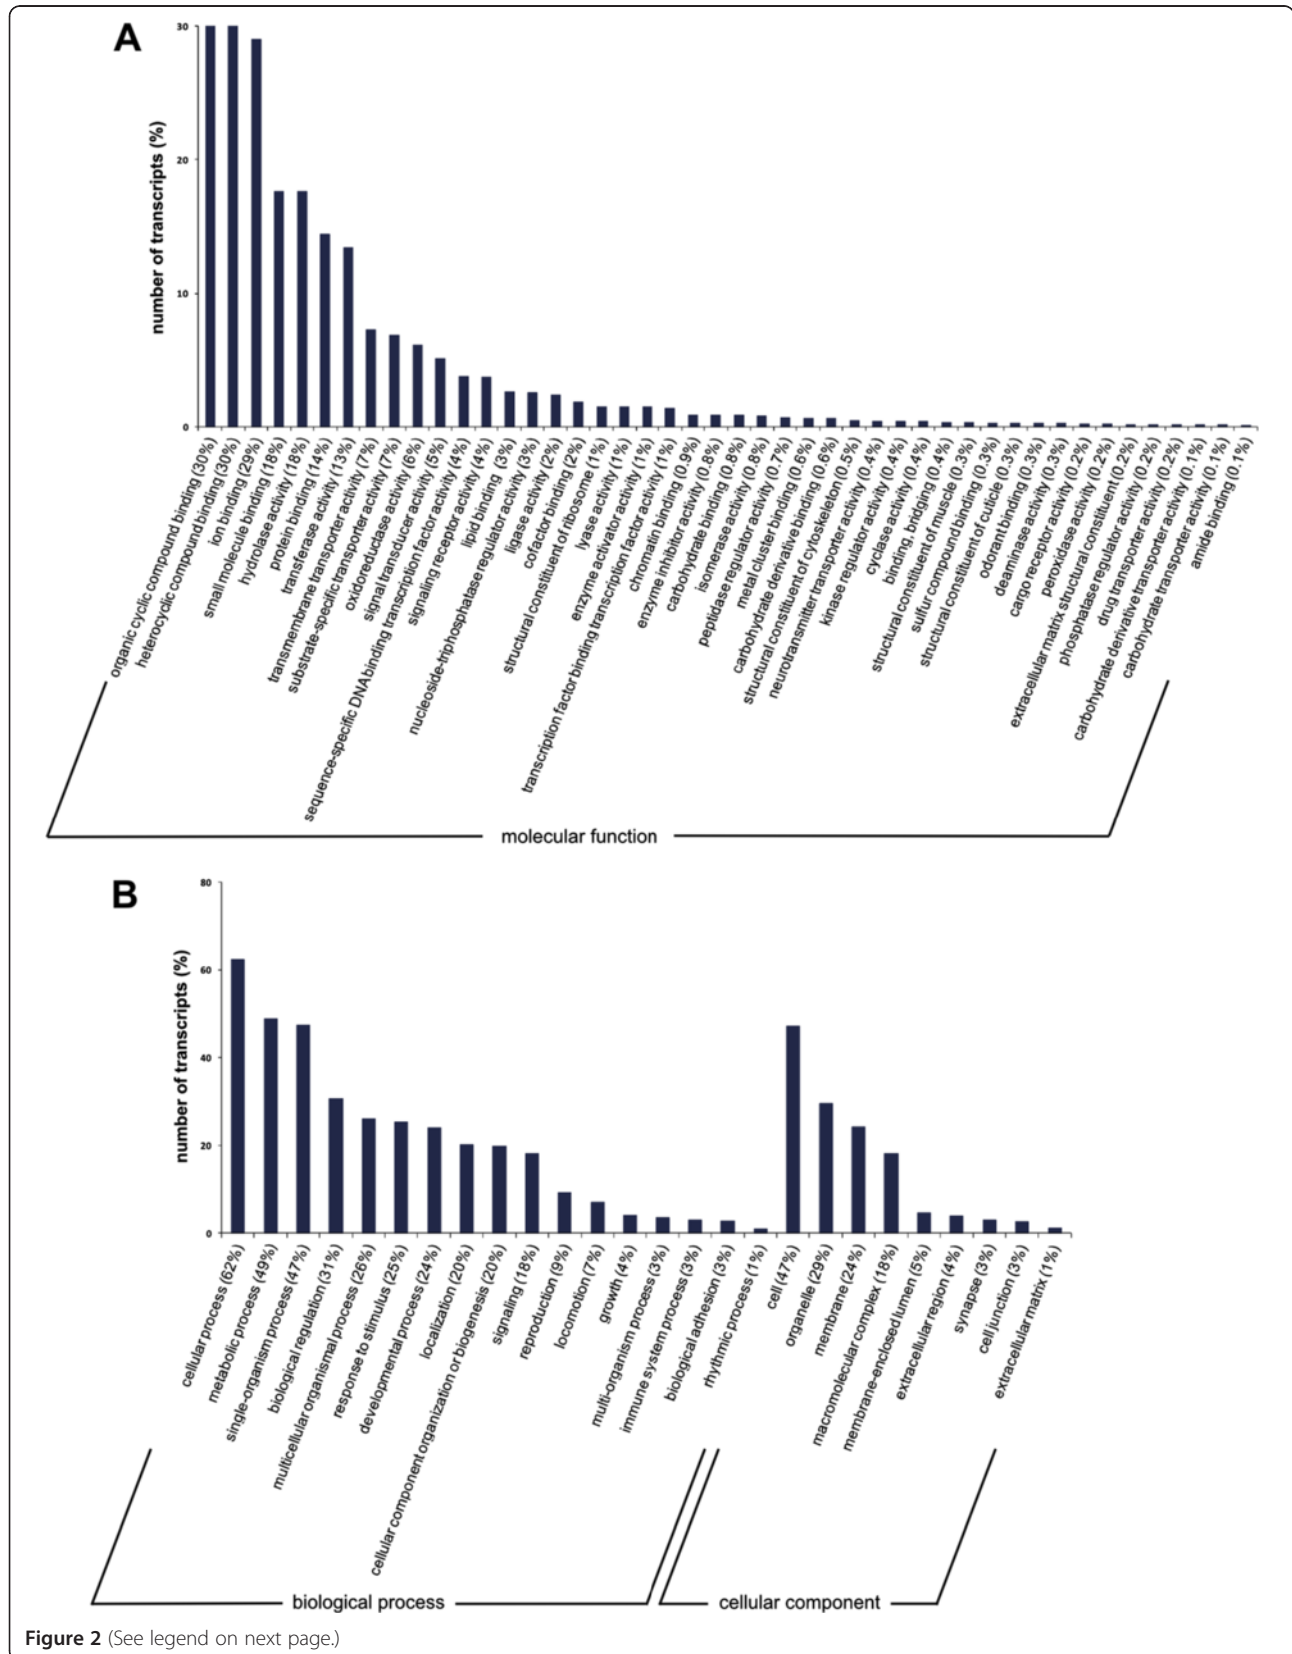 A
number of transcripts (%)
30
20
10
0
organic cyclic compound binding (30%)
heterocyclic compound binding (30%)
ion binding (29%)
small molecule binding (18%)
hydrolase activity (18%)
protein binding (14%)
transferase activity (13%)
transmembrane transporter activity (7%)
substrate-specific transporter activity (7%)
oxidoreductase activity (6%)
signal transducer activity (5%)
sequence-specific DNA binding transcription factor activity (4%)
signaling receptor activity (4%)
lipid binding (3%)
nucleoside-triphosphatase regulator activity (3%)
ligase activity (2%)
cofactor binding (2%)
structural constituent of ribosome (1%)
lyase activity (1%)
enzyme activator activity (1%)
transcription factor binding transcription factor activity (1%)
chromatin binding (0.9%)
enzyme inhibitor activity (0.8%)
carbohydrate binding (0.8%)
isomerase activity (0.8%)
peptidase regulator activity (0.7%)
metal cluster binding (0.6%)
carbohydrate derivative binding (0.6%)
structural constituent of cytoskeleton (0.5%)
neurotransmitter transporter activity (0.4%)
kinase regulator activity (0.4%)
cyclase activity (0.4%)
binding, bridging (0.4%)
structural constituent of muscle (0.3%)
sulfur compound binding (0.3%)
structural constituent of cuticle (0.3%)
odorant binding (0.3%)
deaminase activity (0.3%)
cargo receptor activity (0.2%)
peroxidase activity (0.2%)
extracellular matrix structural constituent (0.2%)
phosphatase regulator activity (0.2%)
drug transporter activity (0.2%)
carbohydrate derivative transporter activity (0.1%)
carbohydrate transporter activity (0.1%)
amide binding (0.1%)
molecular function
B
number of transcripts (%)
80
60
40
20
0
cellular process (62%)
metabolic process (49%)
single-organism process (47%)
biological regulation (31%)
multicellular organismal process (26%)
response to stimulus (25%)
developmental process (24%)
localization (20%)
cellular component organization or biogenesis (20%)
signaling (18%)
reproduction (9%)
locomotion (7%)
growth (4%)
multi-organism process (3%)
immune system process (3%)
biological adhesion (3%)
rhythmic process (1%)
cell (47%)
organelle (29%)
membrane (24%)
macromolecular complex (18%)
membrane-enclosed lumen (5%)
extracellular region (4%)
synapse (3%)
cell junction (3%)
extracellular matrix (1%)
biological process
cellular component
Figure 2 (See legend on next page.)